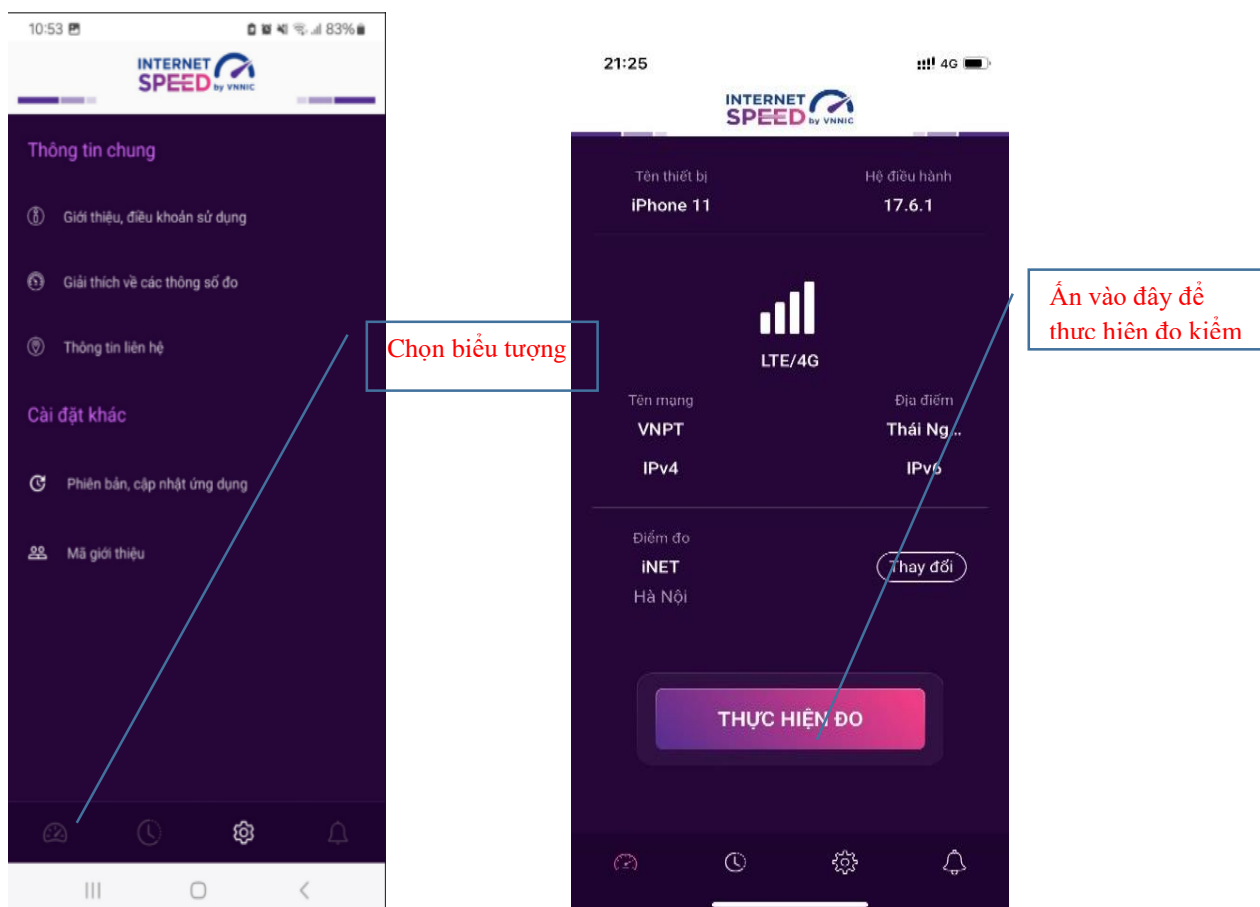 10:53
83%
INTERNET
SPEED by VNNIC
Thông tin chung
Giới thiệu, điều khoản sử dụng
Giải thích về các thông số đo
Thông tin liên hệ
Cài đặt khác
Phiên bản, cập nhật ứng dụng
Mã giới thiệu
Chọn biểu tượng
21:25
4G
INTERNET
SPEED by VNNIC
Tên thiết bị
Hệ điều hành
iPhone 11
17.6.1
LTE/4G
Tên mạng
Địa điểm
VNPT
Thái Ng...
IPv4
IPv6
Điểm đo
iNET
Thay đổi
Hà Nội
THỰC HIỆN ĐO
Ấn vào đây để
thực hiện đo kiểm